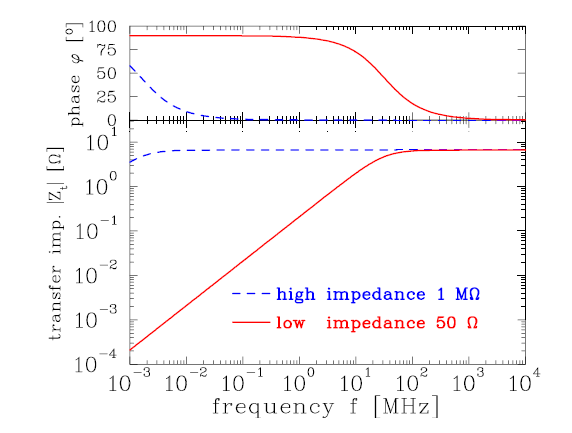 phase φ [°]
100
75
50
25
0
transfer imp. |Z_t| [Ω]
10^1
10^0
10^-1
10^-2
10^-3
10^-4
high impedance 1 MΩ
low impedance 50 Ω
10^-3 10^-2 10^-1 10^0 10^1 10^2 10^3 10^4
frequency f [MHz]